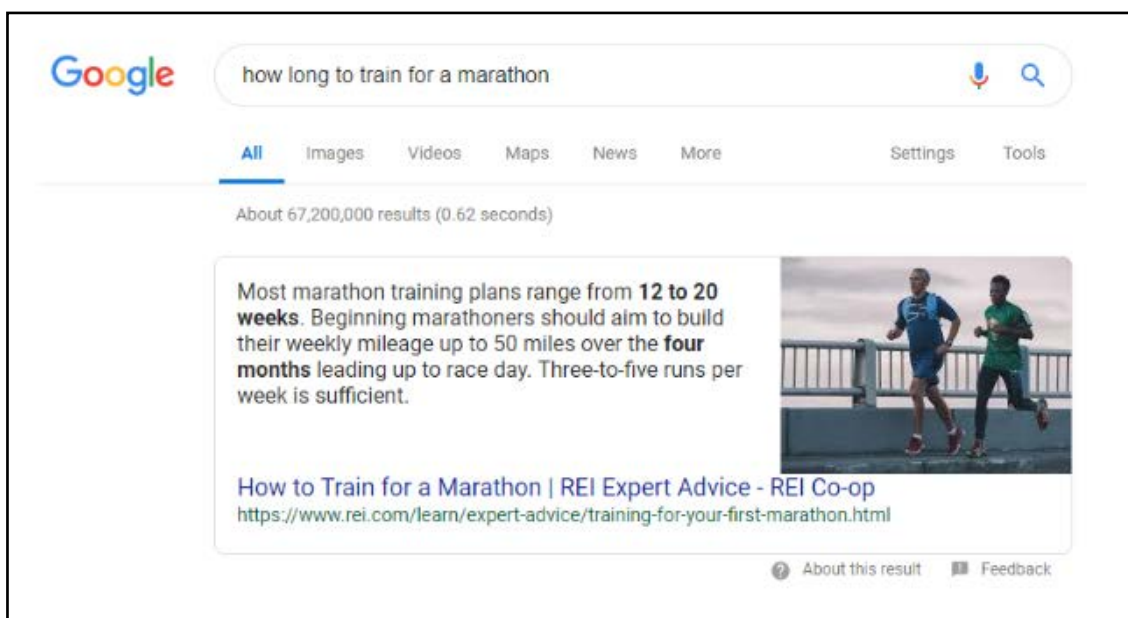 Google
how long to train for a marathon
All Images Videos Maps News More Settings Tools
About 67,200,000 results (0.62 seconds)
Most marathon training plans range from 12 to 20
weeks. Beginning marathoners should aim to build
their weekly mileage up to 50 miles over the four
months leading up to race day. Three-to-five runs per
week is sufficient.
How to Train for a Marathon | REI Expert Advice - REI Co-op
https://www.rei.com/learn/expert-advice/training-for-your-first-marathon.html
About this result Feedback